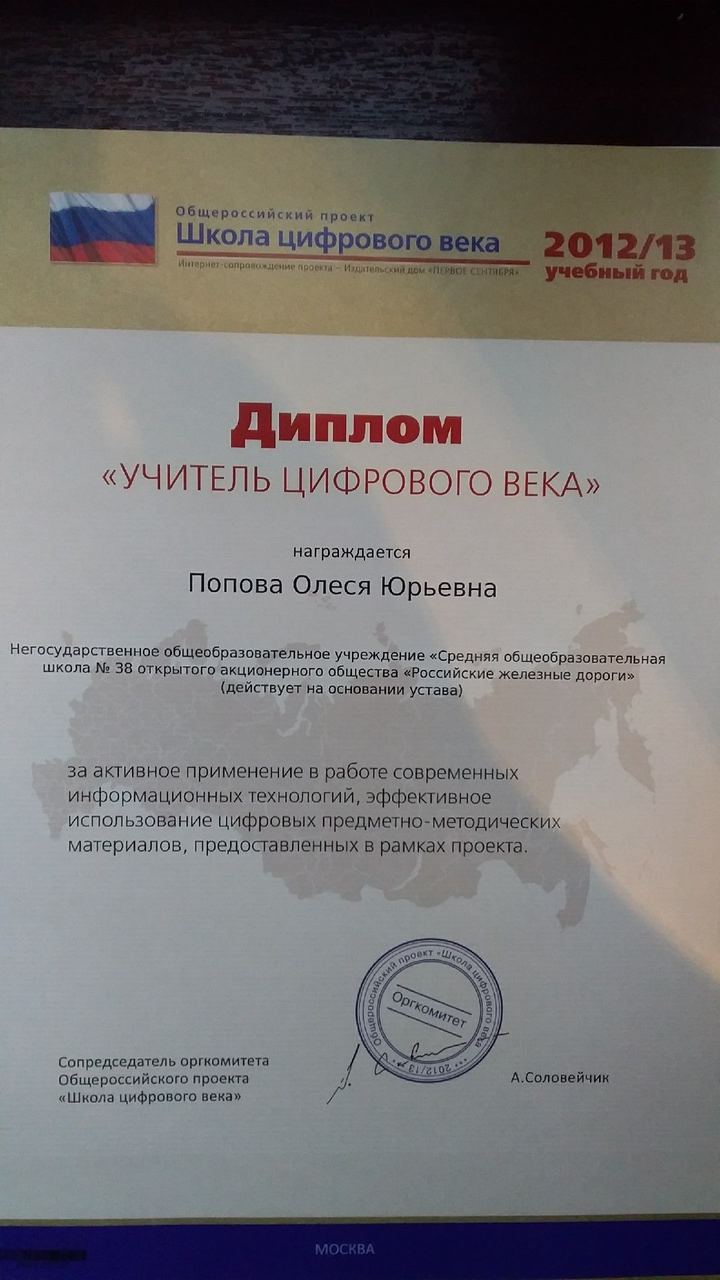 Общероссийский проект
Школа цифрового века
Интернет-сопровождение проекта – Издательский дом «ПЕРВОЕ СЕНТЯБРЯ»
2012/13
учебный год
Диплом
«УЧИТЕЛЬ ЦИФРОВОГО ВЕКА»
награждается
Попова Олеся Юрьевна
Негосударственное общеобразовательное учреждение «Средняя общеобразовательная
школа № 38 открытого акционерного общества «Российские железные дороги»
(действует на основании устава)
за активное применение в работе современных
информационных технологий, эффективное
использование цифровых предметно-методических
материалов, предоставленных в рамках проекта.
Общероссийский проект «Школа цифрового века»
Оргкомитет
*** 2012/13 ***
Сопредседатель оргкомитета
Общероссийского проекта
«Школа цифрового века»
А.Соловейчик
МОСКВА